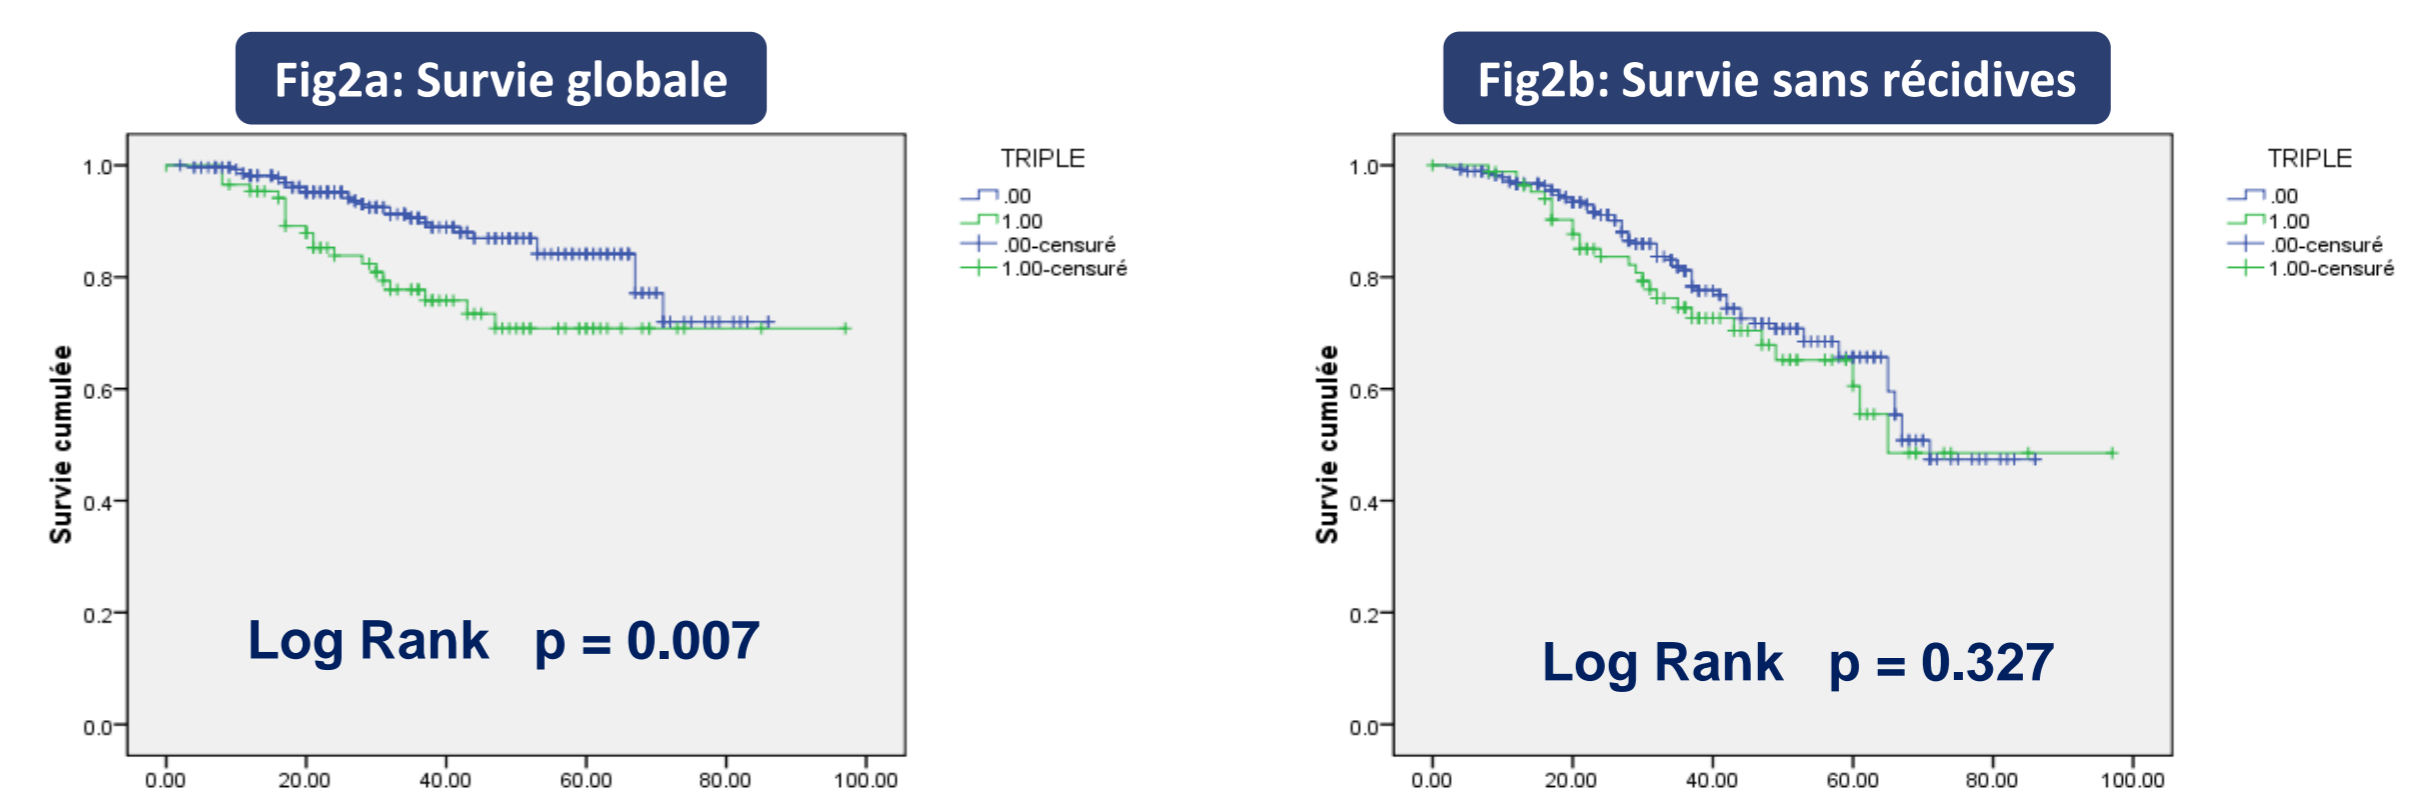 Fig2a: Survie globale
Survie cumulée
1.0
0.8
0.6
0.4
0.2
0.0
0.00 20.00 40.00 60.00 80.00 100.00
Log Rank p = 0.007
TRIPLE
.00
1.00
.00-censuré
1.00-censuré
Fig2b: Survie sans récidives
Survie cumulée
1.0
0.8
0.6
0.4
0.2
0.0
0.00 20.00 40.00 60.00 80.00 100.00
Log Rank p = 0.327
TRIPLE
.00
1.00
.00-censuré
1.00-censuré